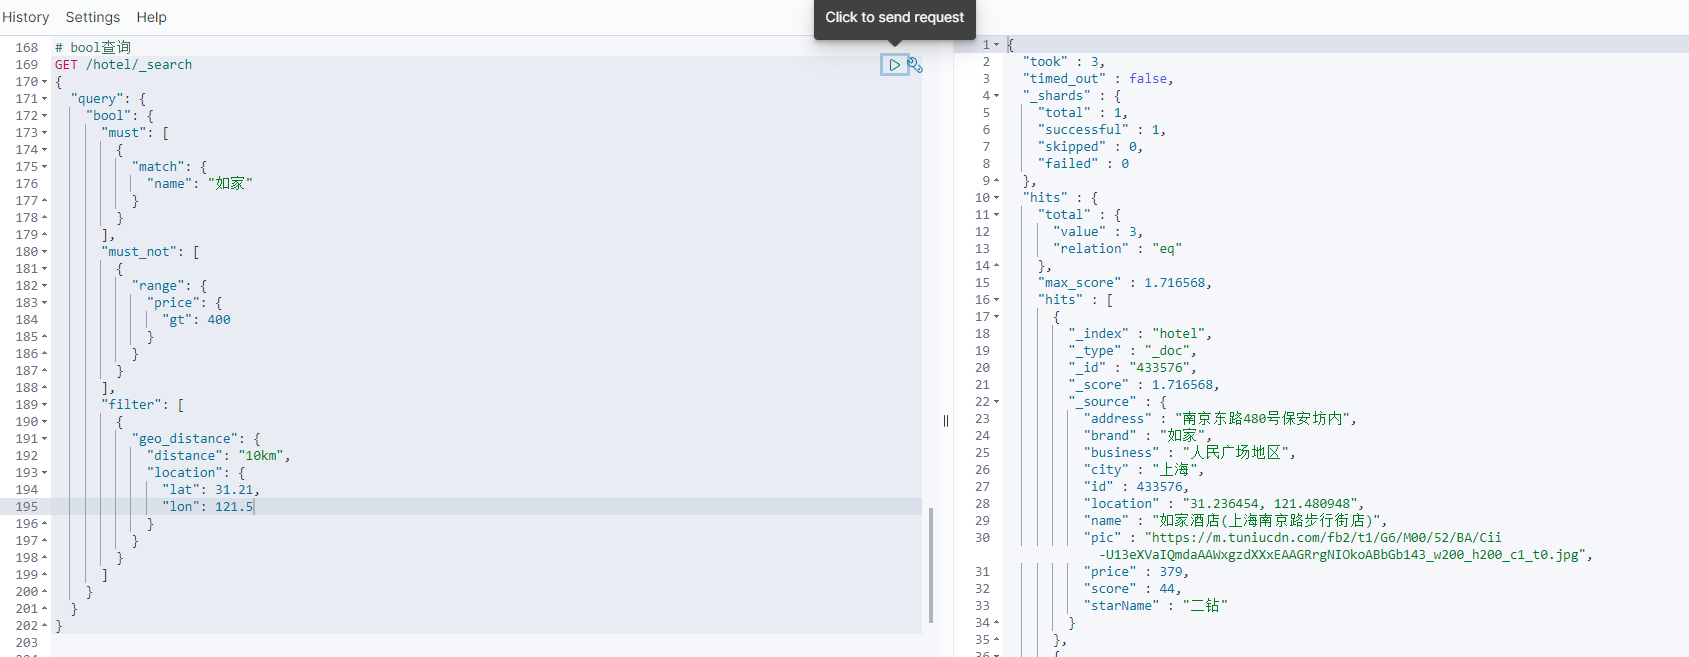 History Settings Help
Click to send request
168 # bool查询
169 GET /hotel/_search
170 {
171 "query": {
172 "bool": {
173 "must": [
174 {
175 "match": {
176 "name": "如家"
177 }
178 }
179 ],
180 "must_not": [
181 {
182 "range": {
183 "price": {
184 "gt": 400
185 }
186 }
187 }
188 ],
189 "filter": [
190 {
191 "geo_distance": {
192 "distance": "10km",
193 "location": {
194 "lat": 31.21,
195 "lon": 121.5
196 }
197 }
198 }
199 ]
200 }
201 }
202 }
203
1 {
2 "took" : 3,
3 "timed_out" : false,
4 "_shards" : {
5 "total" : 1,
6 "successful" : 1,
7 "skipped" : 0,
8 "failed" : 0
9 },
10 "hits" : {
11 "total" : {
12 "value" : 3,
13 "relation" : "eq"
14 },
15 "max_score" : 1.716568,
16 "hits" : [
17 {
18 "_index" : "hotel",
19 "_type" : "_doc",
20 "_id" : "433576",
21 "_score" : 1.716568,
22 "_source" : {
23 "address" : "南京东路480号保安坊内",
24 "brand" : "如家",
25 "business" : "人民广场地区",
26 "city" : "上海",
27 "id" : 433576,
28 "location" : "31.236454, 121.480948",
29 "name" : "如家酒店(上海南京路步行街店)",
30 "pic" : "https://m.tuniucdn.com/fb2/t1/G6/M00/52/BA/Cii
-U13eXVaIQmdaAAWxgzdXXxEAAGRrgNIOkoABbGb143_w200_h200_c1_t0.jpg",
31 "price" : 379,
32 "score" : 44,
33 "starName" : "二钻"
34 }
35 },
36 {